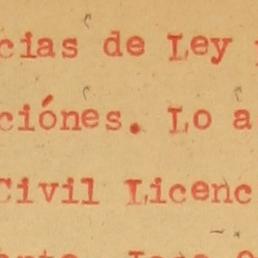 cias de Ley
ciónes. Lo a
Civil Licenc